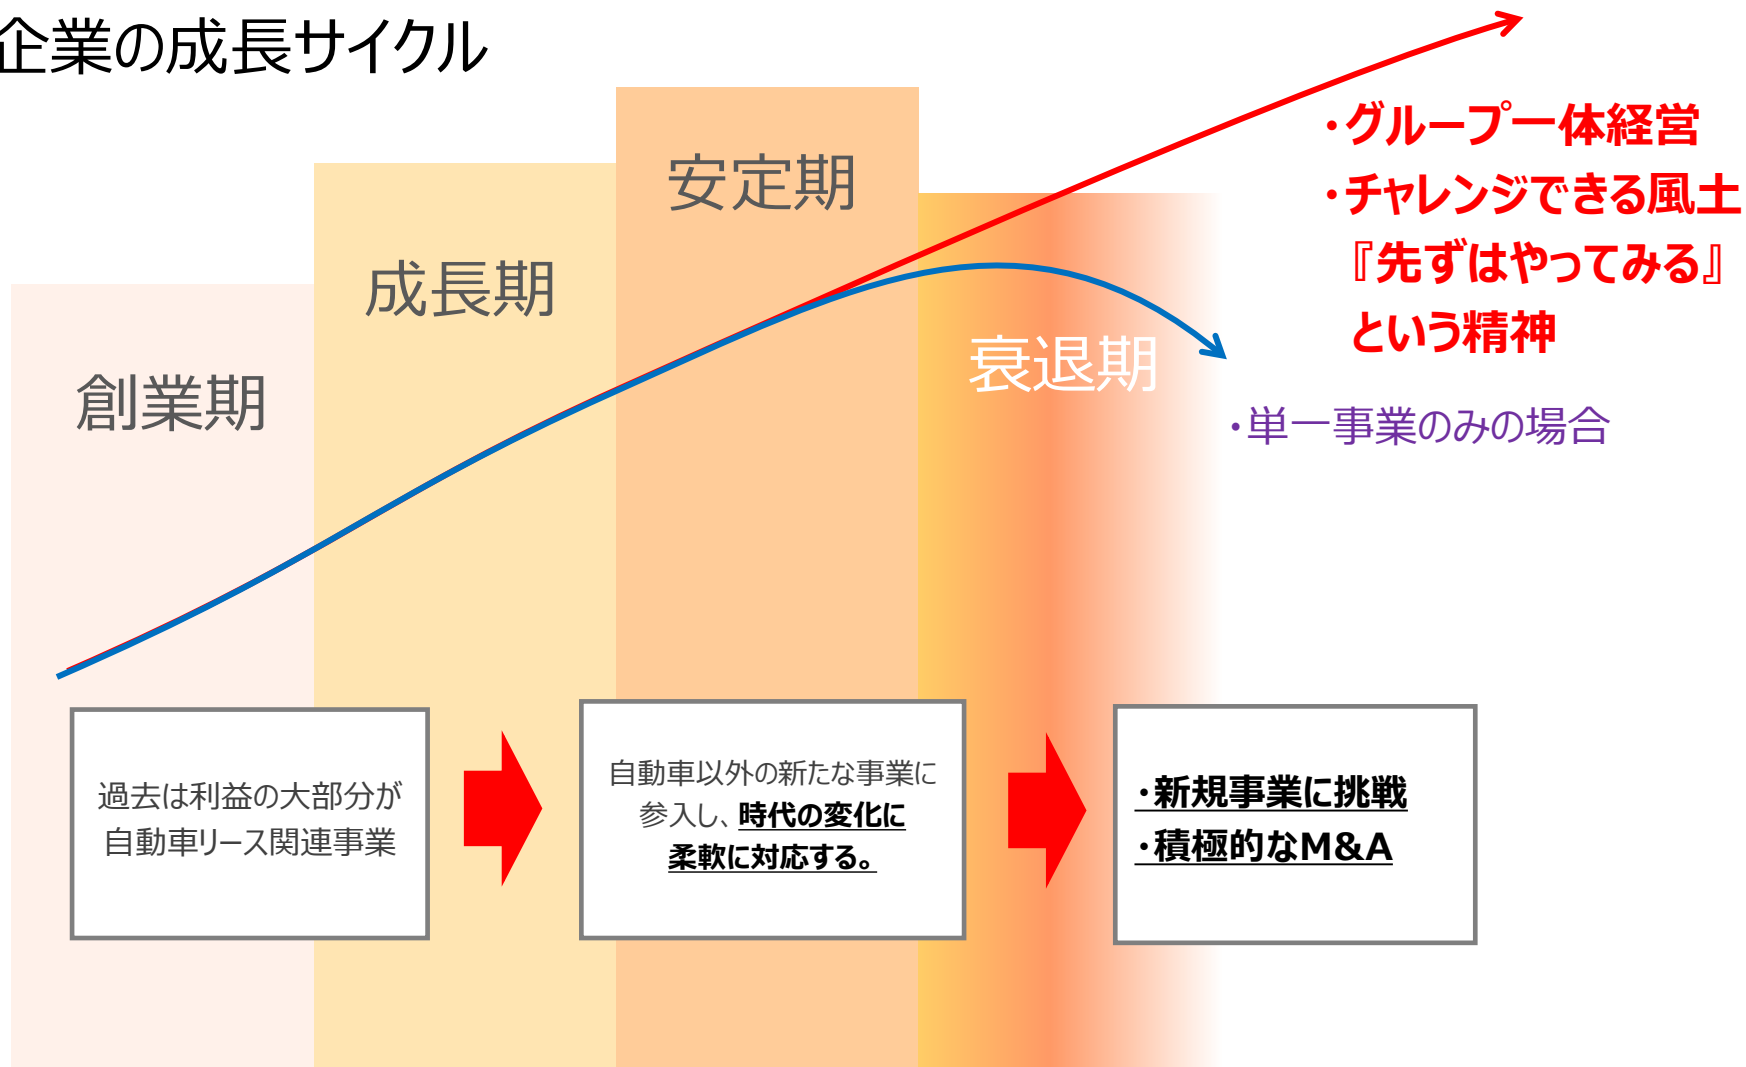 企業の成長サイクル
・グループ一体経営
・チャレンジできる風土
『先ずはやってみる』
という精神
安定期
成長期
創業期
衰退期
・単一事業のみの場合
過去は利益の大部分が
自動車リース関連事業
自動車以外の新たな事業に
参入し、時代の変化に
柔軟に対応する。
・新規事業に挑戦
・積極的なM&A